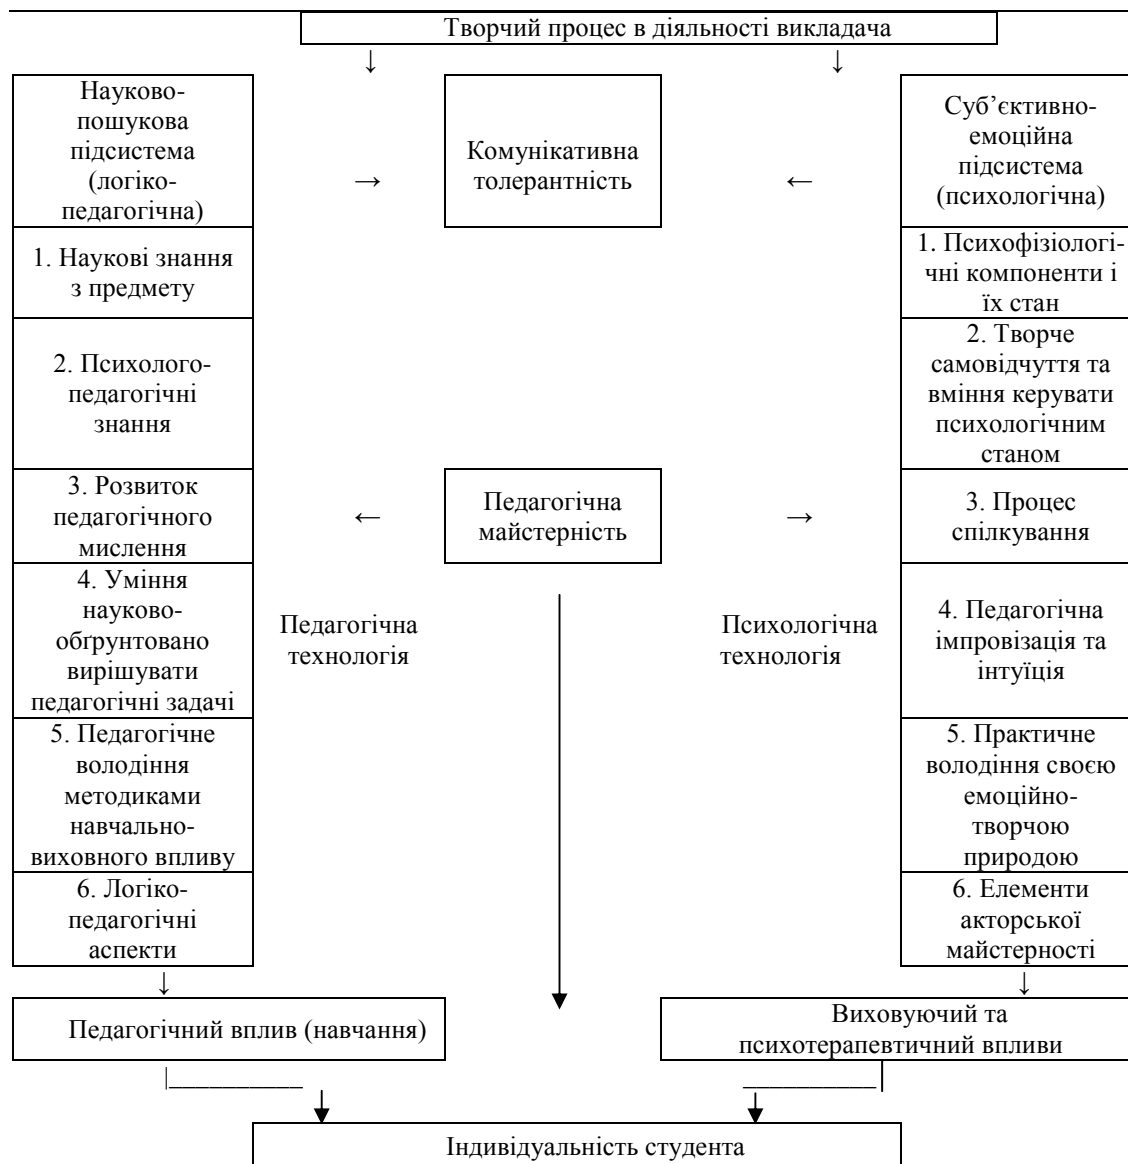 Творчий процес в діяльності викладача
↓ ↓
Науково-
пошукова
підсистема
(логіко-
педагогічна)
→
Комунікативна
толерантність
←
Суб’єктивно-
емоційна
підсистема
(психологічна)
1. Наукові знання
з предмету
1. Психофізіологі-
чні компоненти і
їх стан
2. Психолого-
педагогічні
знання
2. Творче
самовідчуття та
вміння керувати
психологічним
станом
3. Розвиток
педагогічного
мислення
←
Педагогічна
майстерність
→
3. Процес
спілкування
4. Уміння
науково-
обґрунтовано
вирішувати
педагогічні задачі
Педагогічна
технологія
Психологічна
технологія
4. Педагогічна
імпровізація та
інтуїція
5. Педагогічне
володіння
методиками
навчально-
виховного впливу
5. Практичне
володіння своєю
емоційно-
творчою
природою
6. Логіко-
педагогічні
аспекти
6. Елементи
акторської
майстерності
↓ ↓
Педагогічний вплив (навчання)
Виховуючий та
психотерапевтичний впливи
Індивідуальність студента